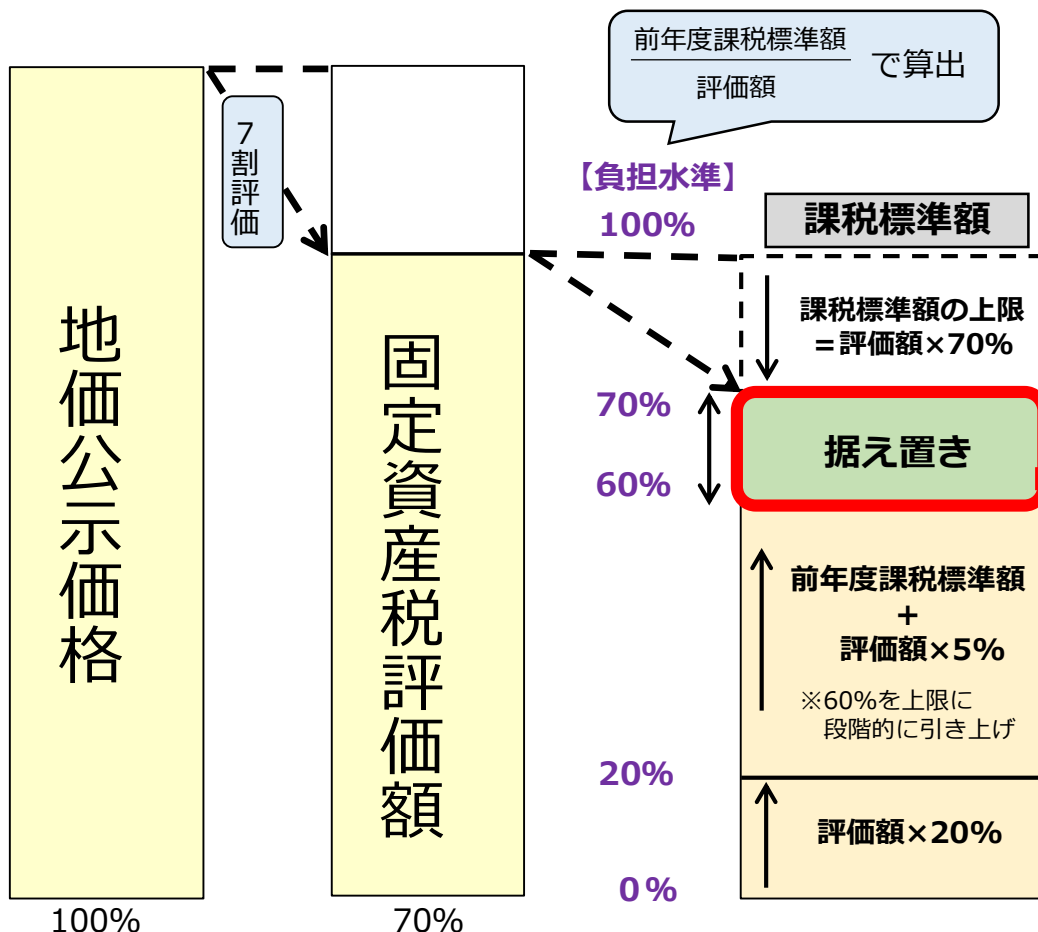 前年度課税標準額
評価額
で算出
7割評価
【負担水準】
100%
課税標準額
地価公示価格
固定資産税評価額
課税標準額の上限
=評価額×70%
70%
据え置き
60%
前年度課税標準額
+
評価額×5%
※60%を上限に
段階的に引き上げ
20%
評価額×20%
0%
100%
70%